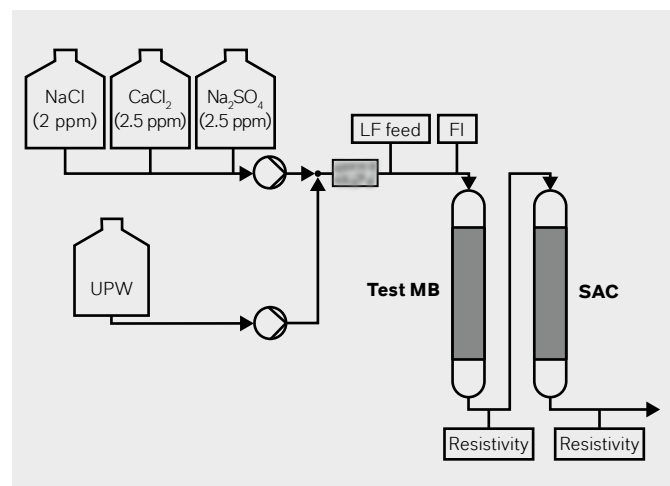 NaCl
(2 ppm)
CaCl₂
(2.5 ppm)
Na₂SO₄
(2.5 ppm)
LF feed
FI
UPW
Test MB
SAC
Resistivity
Resistivity